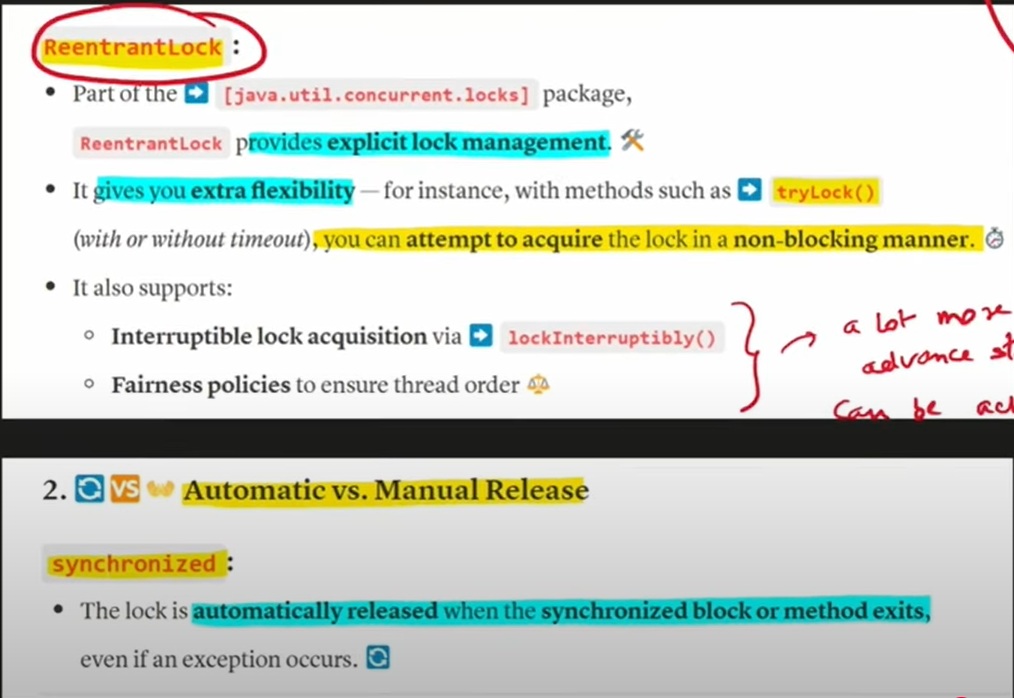 ReentrantLock :
• Part of the ➡️ [java.util.concurrent.locks] package,
ReentrantLock provides explicit lock management. 🛠️
• It gives you extra flexibility — for instance, with methods such as ➡️ tryLock()
(with or without timeout), you can attempt to acquire the lock in a non-blocking manner. ⏱️
• It also supports:
◦ Interruptible lock acquisition via ➡️ lockInterruptibly()
◦ Fairness policies to ensure thread order ⚖️
a lot more
advance st
Can be ac
2. 🔄 🆚 👐 Automatic vs. Manual Release
synchronized :
• The lock is automatically released when the synchronized block or method exits,
even if an exception occurs. 🔄